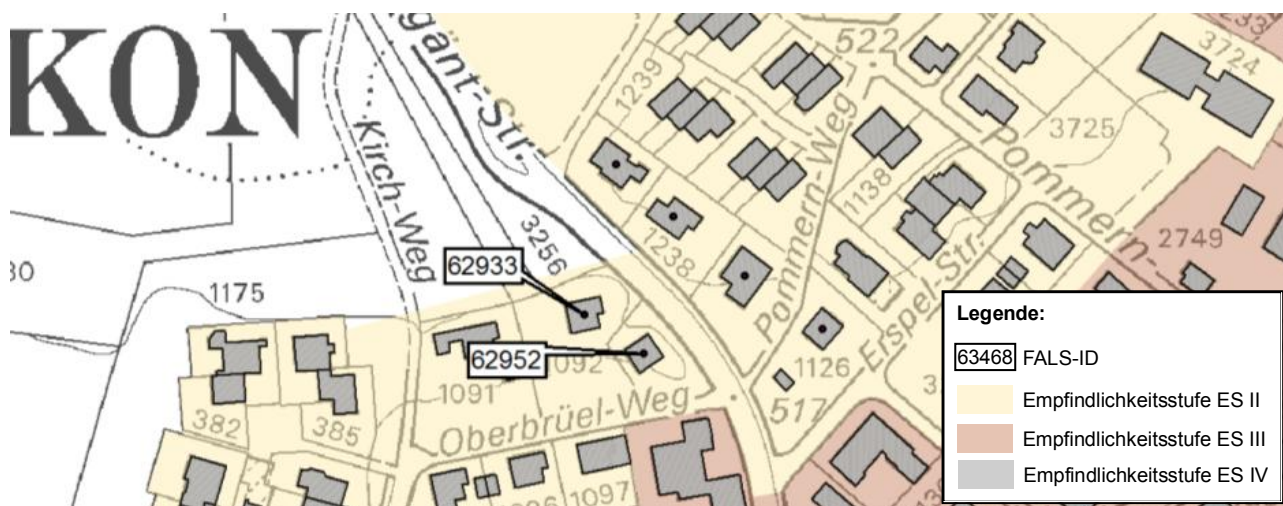 KON
gänt-Str.
Kirch-Weg
522
1239
3724
3725
Pommern-Weg
1138
Pommern-
2749
3256
1238
62933
1175
62952
1092
1091
Erspel-Str.
1126
517
382
385
Oberbrüel-Weg
1097
Legende:
63468 FALS-ID
Empfindlichkeitsstufe ES II
Empfindlichkeitsstufe ES III
Empfindlichkeitsstufe ES IV